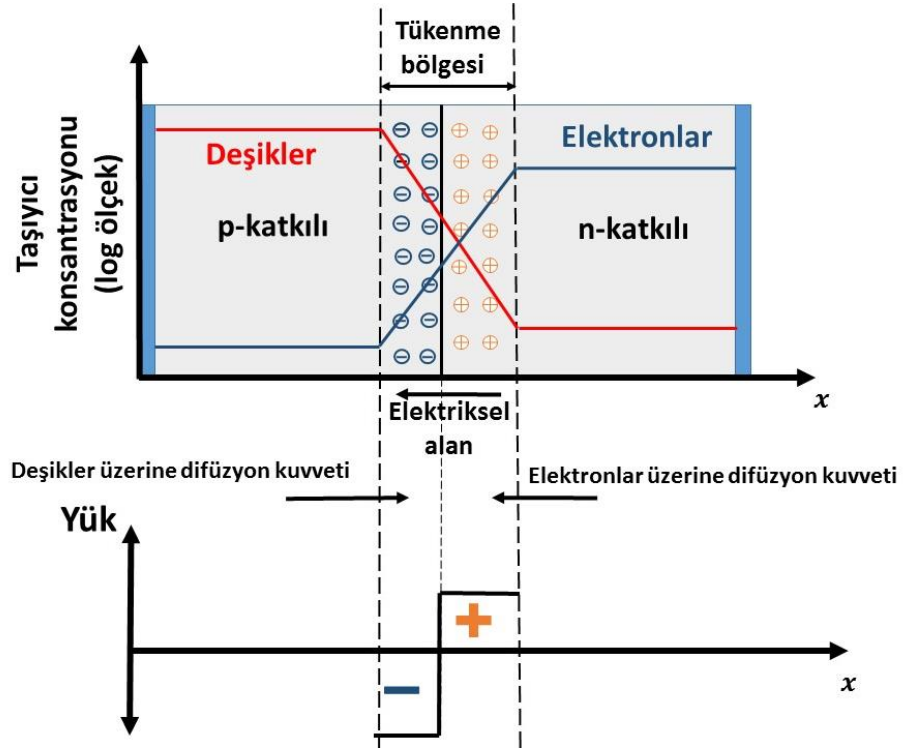 Tükenme
bölgesi
Taşıyıcı
konsantrasyonu
(log ölçek)
Deşikler
Elektronlar
p-katkılı
n-katkılı
x
Elektriksel
alan
Deşikler üzerine difüzyon kuvveti
Elektronlar üzerine difüzyon kuvveti
Yük
+
−
x